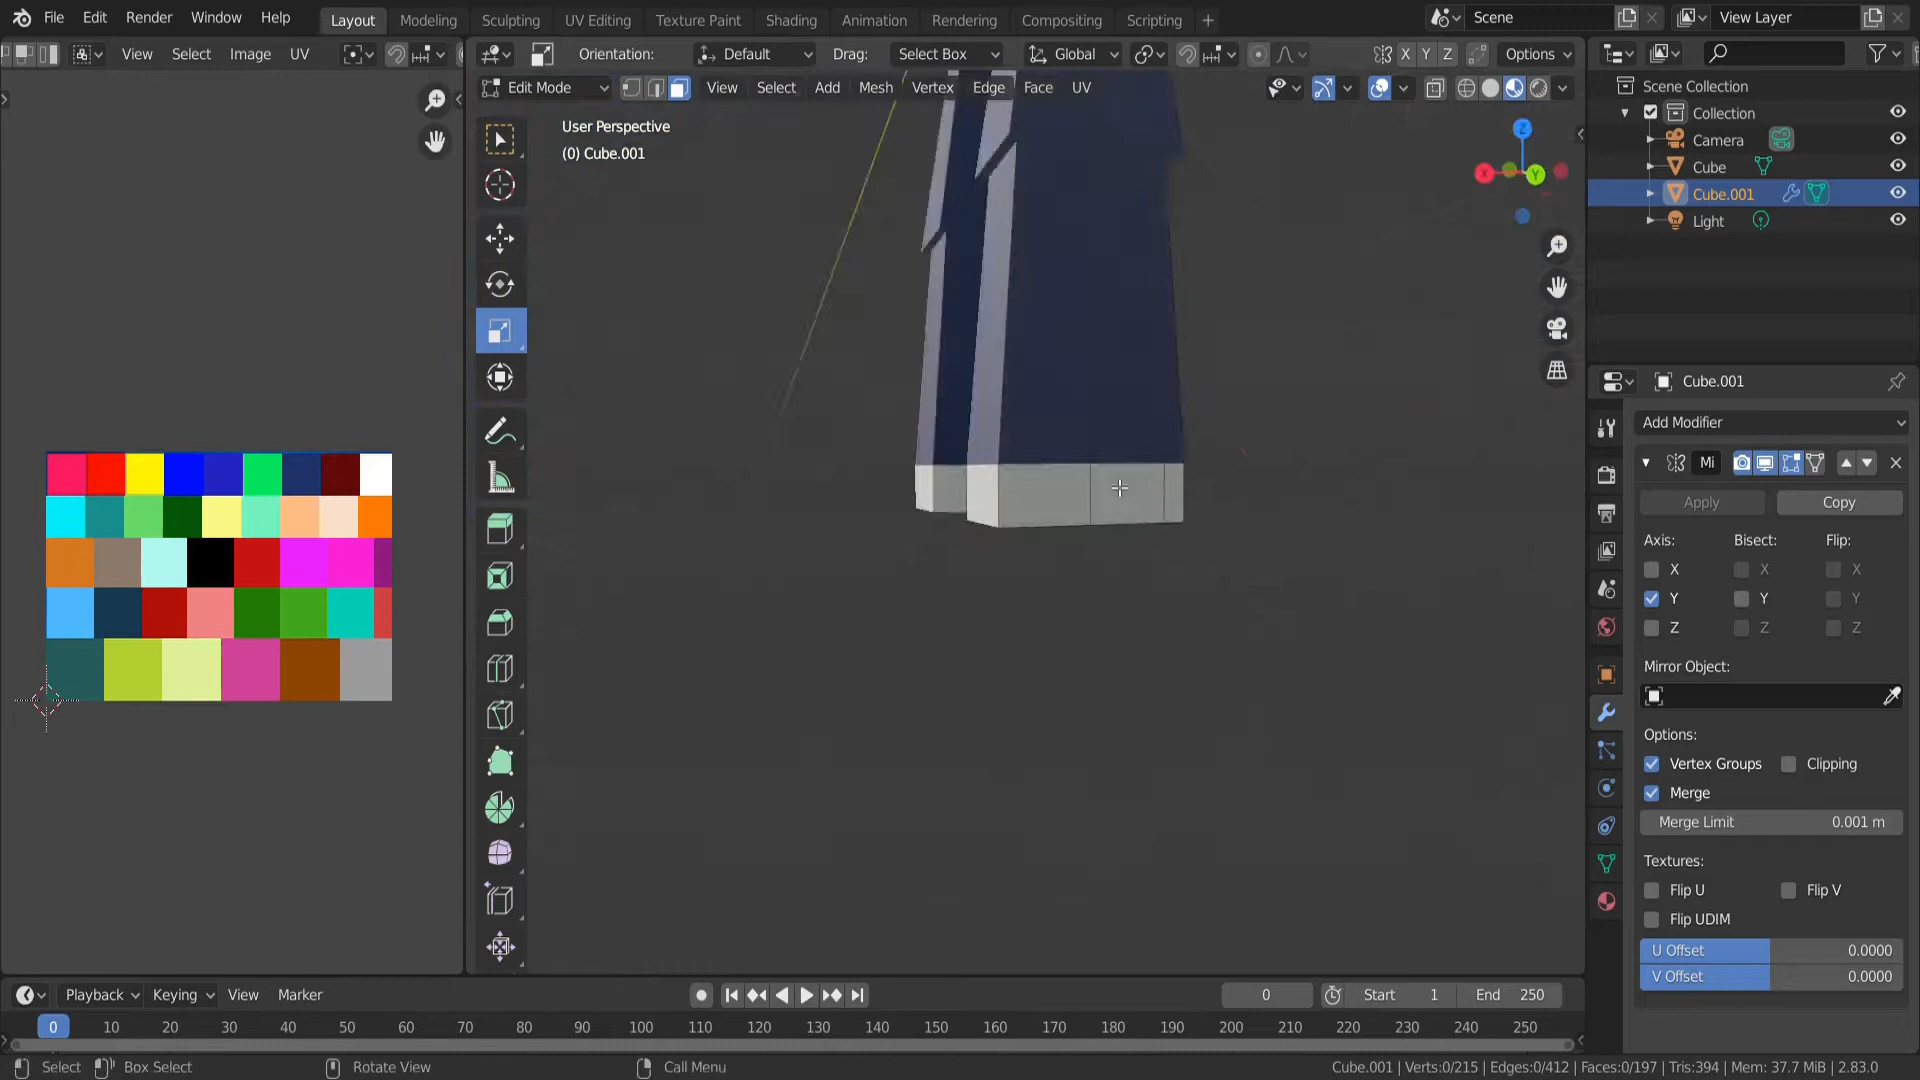 File Edit Render Window Help Layout Modeling Sculpting UV Editing Texture Paint Shading Animation Rendering Compositing Scripting + Scene View Layer
View Select Image UV Orientation: Default Drag: Select Box Global X Y Z Options
Edit Mode View Select Add Mesh Vertex Edge Face UV
User Perspective
(0) Cube.001
Z
X
Y
Scene Collection
Collection
Camera
Cube
Cube.001
Light
Cube.001
Add Modifier
Mi
Apply Copy
Axis: Bisect: Flip:
X X X
Y Y Y
Z Z Z
Mirror Object:
Options:
Vertex Groups Clipping
Merge
Merge Limit 0.001 m
Textures:
Flip U Flip V
Flip UDIM
U Offset 0.0000
V Offset 0.0000
Playback Keying View Marker 0 Start 1 End 250
0 10 20 30 40 50 60 70 80 90 100 110 120 130 140 150 160 170 180 190 200 210 220 230 240 250
Select Box Select Rotate View Call Menu Cube.001 | Verts:0/215 | Edges:0/412 | Faces:0/197 | Tris:394 | Mem: 37.7 MiB | 2.83.0